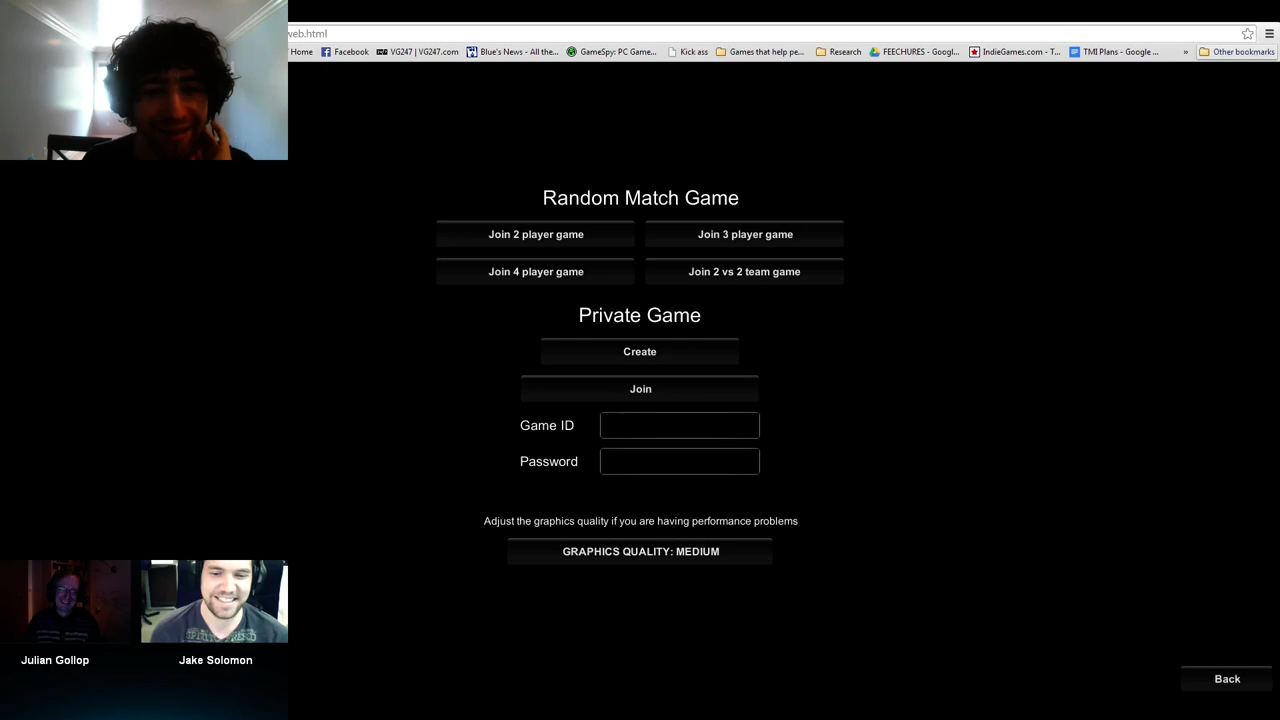 web.html
Home Facebook VG247 | VG247.com Blue's News - All the... GameSpy: PC Game... Kick ass Games that help pe... Research FEECHURES - Googl... IndieGames.com - T... TMI Plans - Google ... » Other bookmarks
Random Match Game
Join 2 player game Join 3 player game
Join 4 player game Join 2 vs 2 team game
Private Game
Create
Join
Game ID
Password
Adjust the graphics quality if you are having performance problems
GRAPHICS QUALITY: MEDIUM
Julian Gollop Jake Solomon
Back